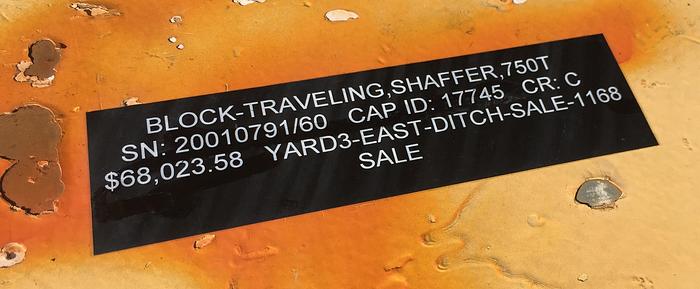 BLOCK-TRAVELING,SHAFFER,750T
SN: 20010791/60 CAP ID: 17745 CR: C
$68,023.58 YARD3-EAST-DITCH-SALE-1168
SALE